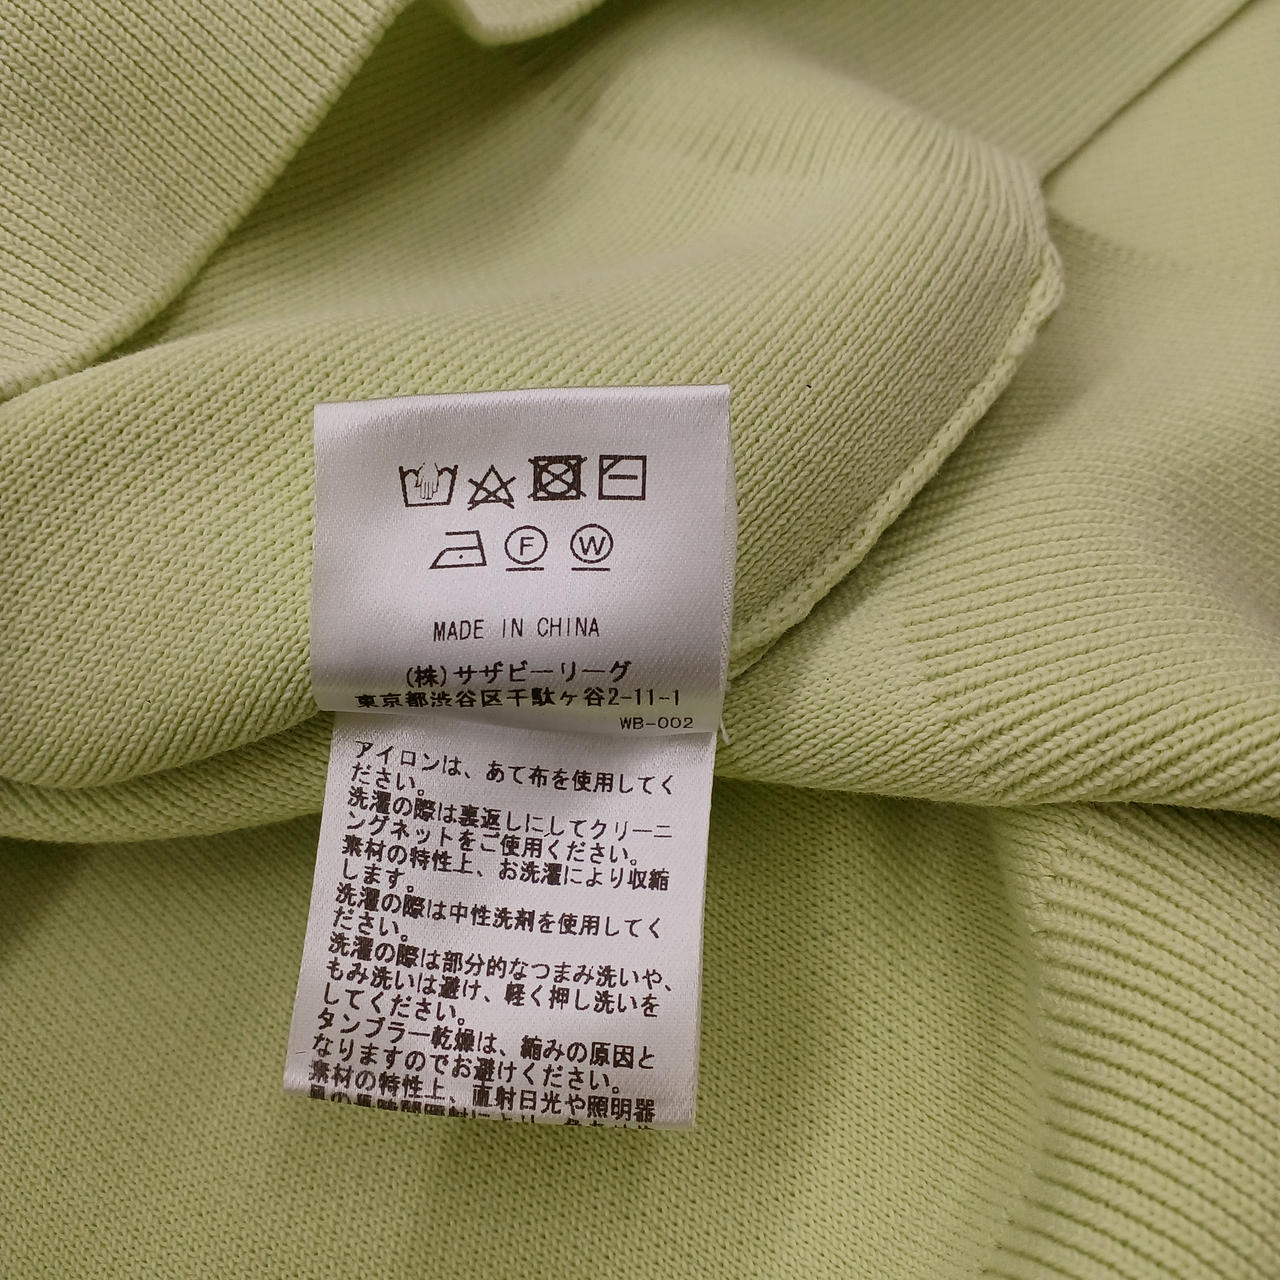 F W
MADE IN CHINA
(株)サザビーリーグ
東京都渋谷区千駄ヶ谷2-11-1
WB-002
アイロンは、あて布を使用してく
ださい。
洗濯の際は裏返しにしてクリーニ
ングネットをご使用ください。
素材の特性上、お洗濯により収縮
します。
洗濯の際は中性洗剤を使用してく
ださい。
洗濯の際は部分的なつまみ洗いや、
もみ洗いは避け、軽く押し洗いを
してください。
タンブラー乾燥は、縮みの原因と
なりますのでお避けください。
素材の特性上、直射日光や照明器